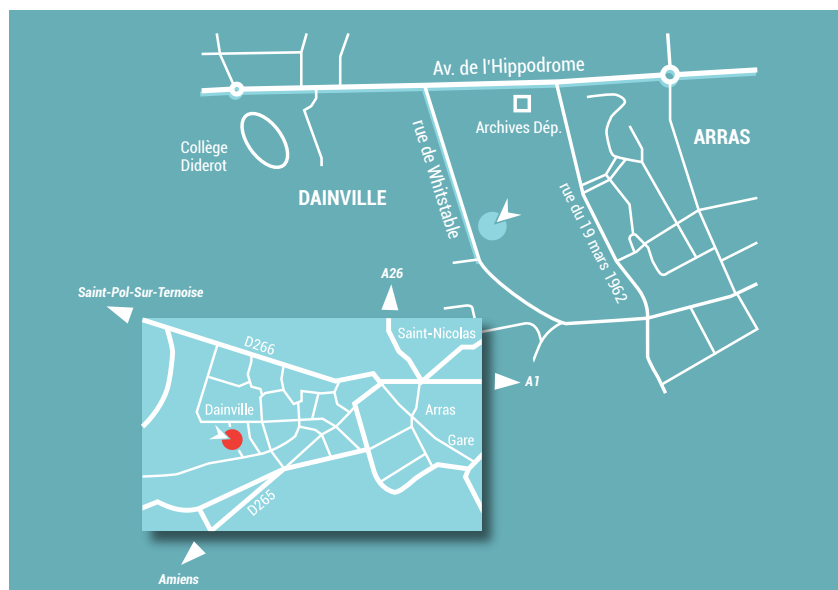 Av. de l'Hippodrome
Archives Dép.
ARRAS
Collège
Diderot
DAINVILLE
rue de Whitstable
rue du 19 mars 1962
A26
Saint-Pol-Sur-Ternoise
Saint-Nicolas
D266
A1
Dainville
Arras
Gare
D265
Amiens